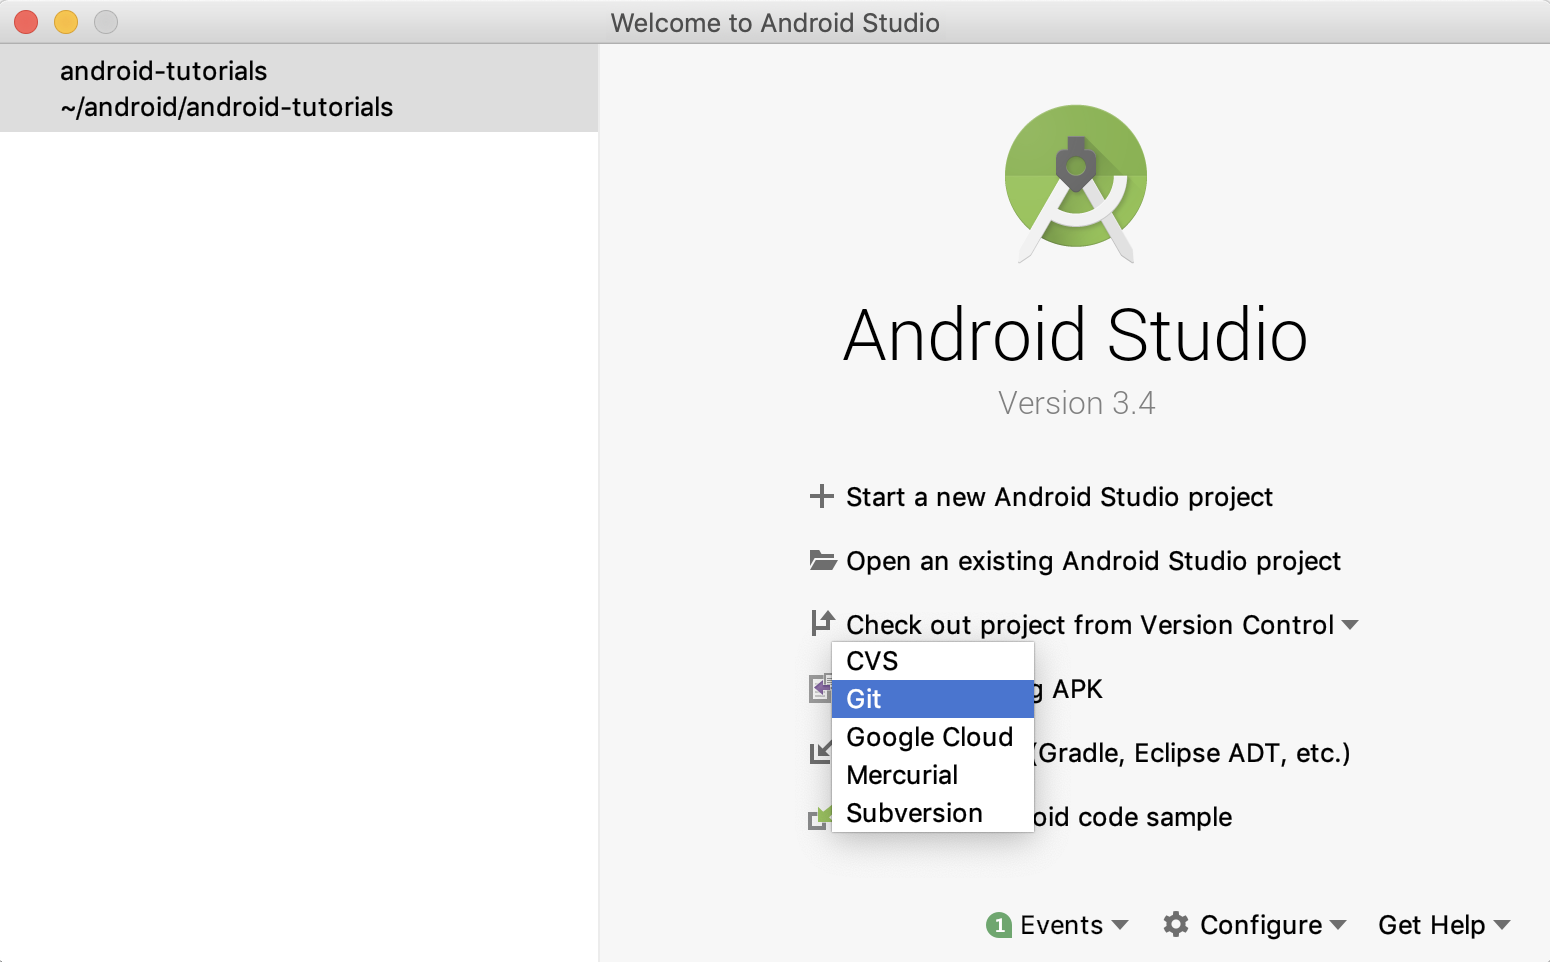 Welcome to Android Studio
android-tutorials
~/android/android-tutorials
Android Studio
Version 3.4
Start a new Android Studio project
Open an existing Android Studio project
Check out project from Version Control
CVS
APK
Git
Google Cloud
(Gradle, Eclipse ADT, etc.)
Mercurial
Subversion
code sample
1 Events
Configure
Get Help